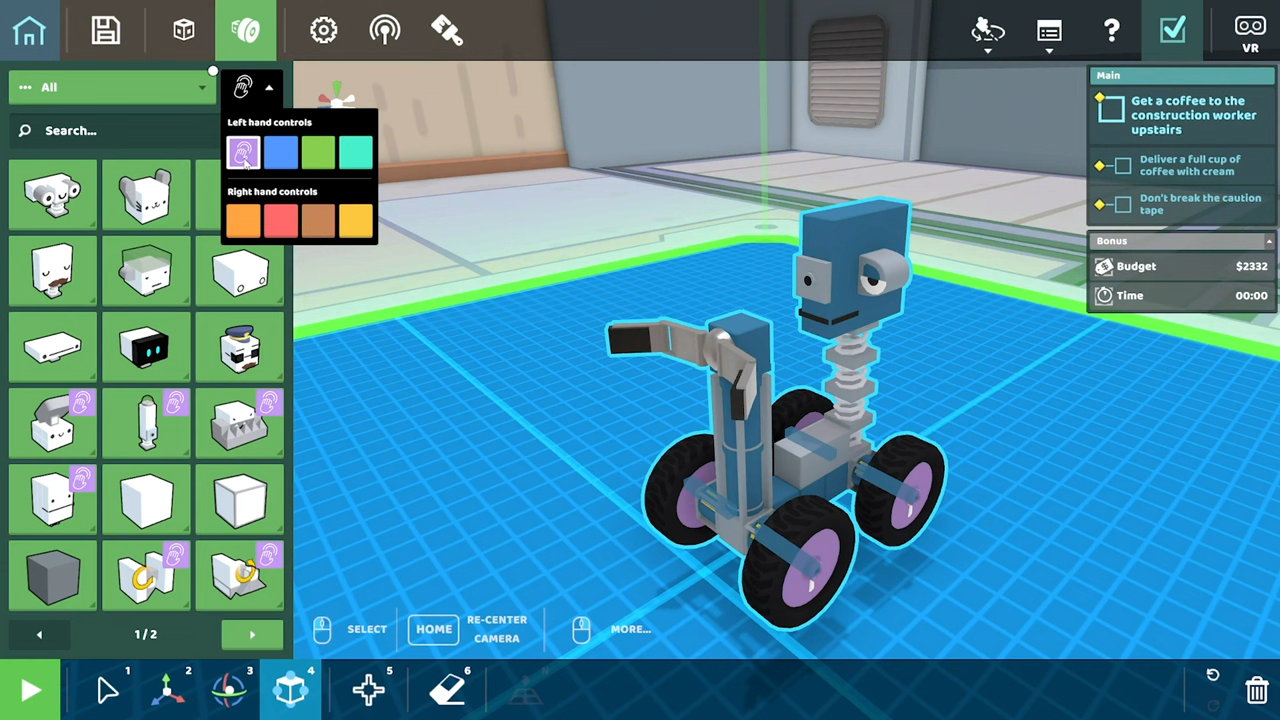 VR
All
Search...
Left hand controls
Right hand controls
Main
Get a coffee to the
construction worker
upstairs
Deliver a full cup of
coffee with cream
Don't break the caution
tape
Bonus
Budget $2332
Time 00:00
1/2
SELECT
HOME
RE-CENTER
CAMERA
MORE...
1
2
3
4
5
6